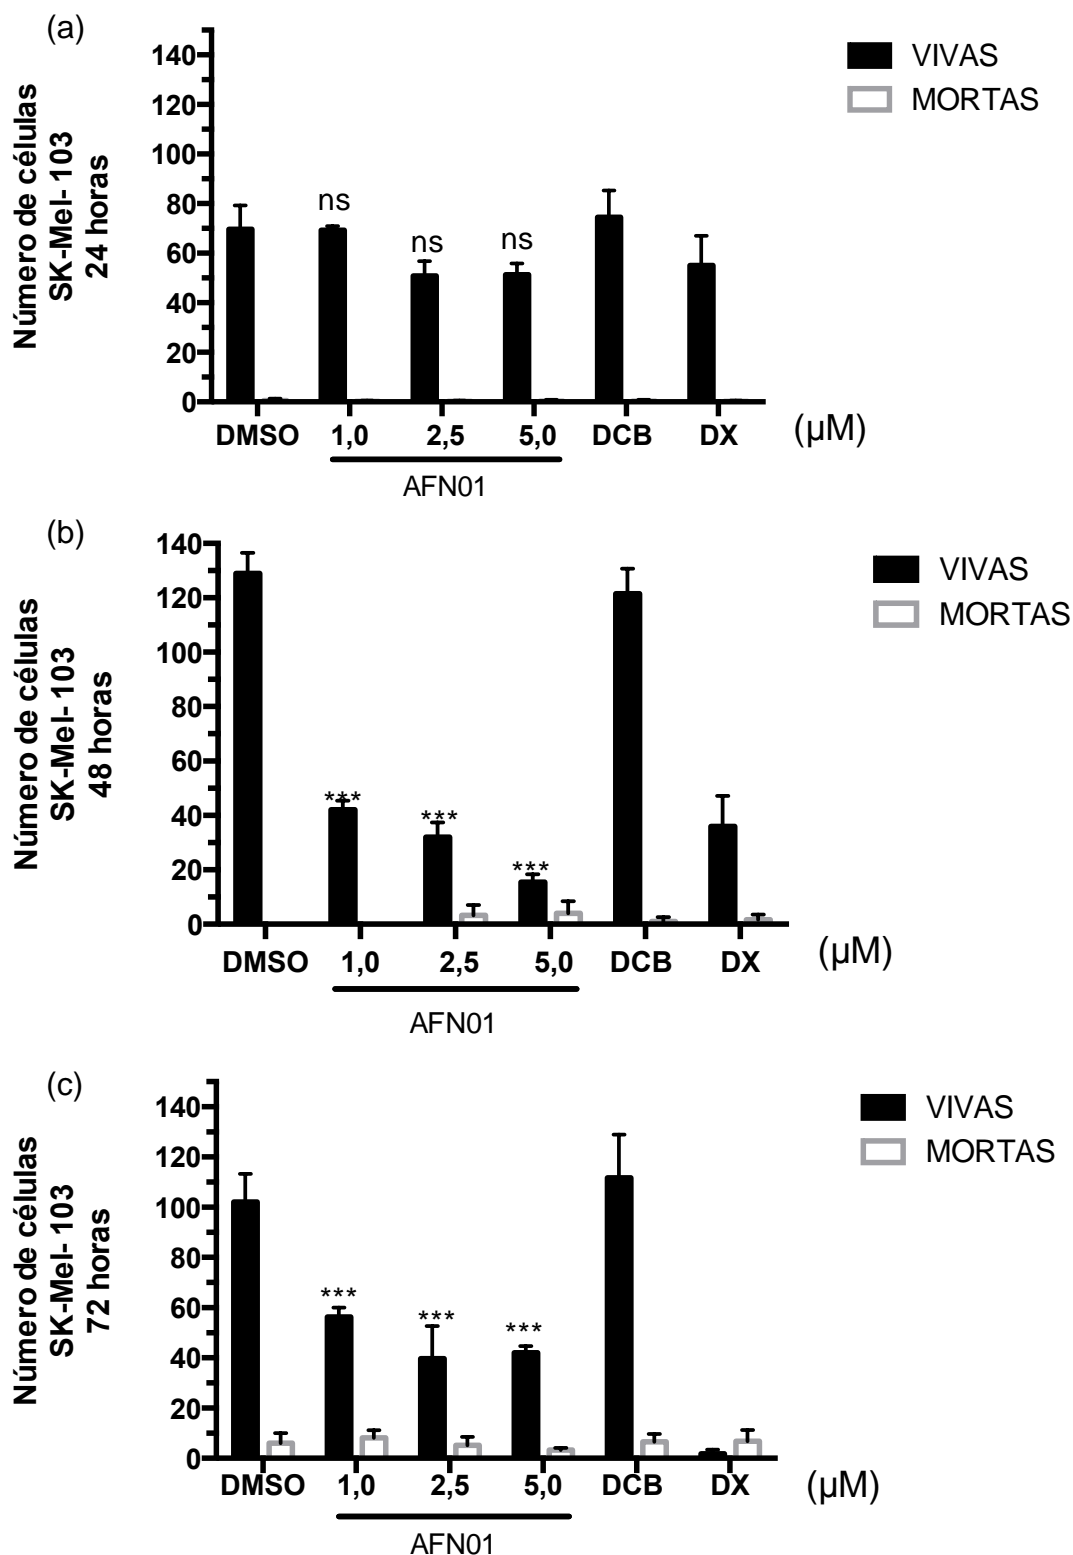 (a)
Número de células
SK-Mel- 103
24 horas
140
120
100
80
60
40
20
0
VIVAS
MORTAS
ns
ns
ns
DMSO 1,0 2,5 5,0 DCB DX (µM)
AFN01
(b)
Número de células
SK-Mel- 103
48 horas
140
120
100
80
60
40
20
0
VIVAS
MORTAS
***
***
***
DMSO 1,0 2,5 5,0 DCB DX (µM)
AFN01
(c)
Número de células
SK-Mel- 103
72 horas
140
120
100
80
60
40
20
0
VIVAS
MORTAS
***
***
***
DMSO 1,0 2,5 5,0 DCB DX (µM)
AFN01